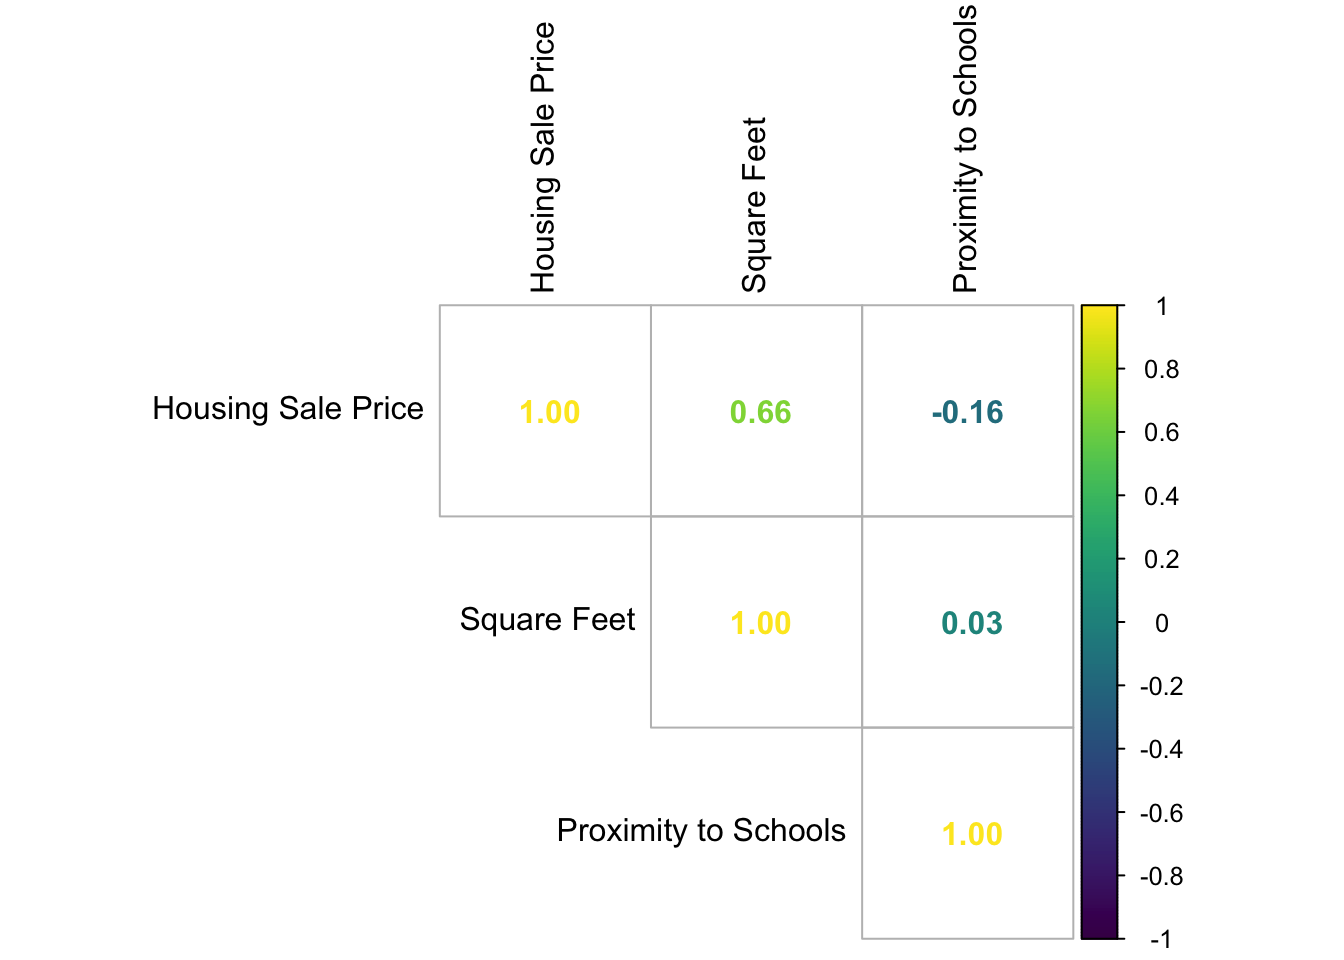 Housing Sale Price
Square Feet
Proximity to Schools
Housing Sale Price 1.00 0.66 -0.16
Square Feet 1.00 0.03
Proximity to Schools 1.00
1
0.8
0.6
0.4
0.2
0
-0.2
-0.4
-0.6
-0.8
-1